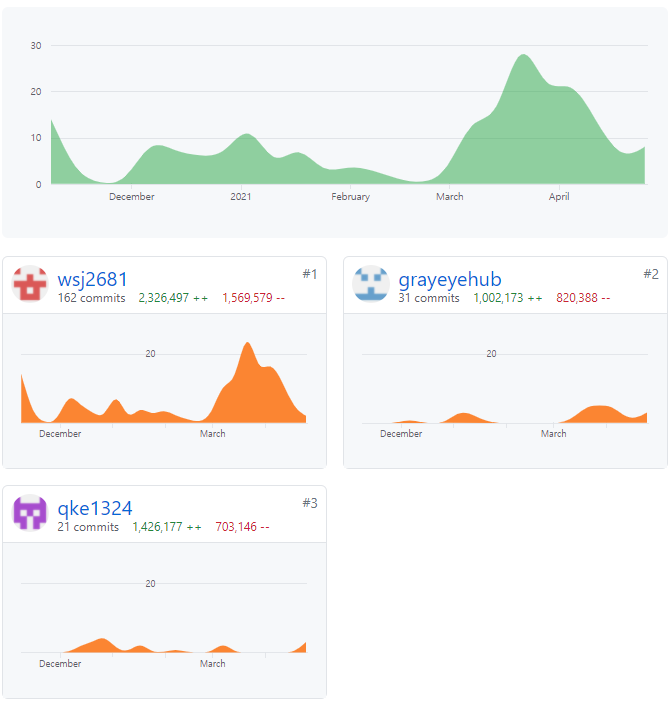 30
20
10
0
December 2021 February March April
wsj2681 #1
162 commits 2,326,497 ++ 1,569,579 --
20
December March
grayeyehub #2
31 commits 1,002,173 ++ 820,388 --
20
December March
qke1324 #3
21 commits 1,426,177 ++ 703,146 --
20
December March